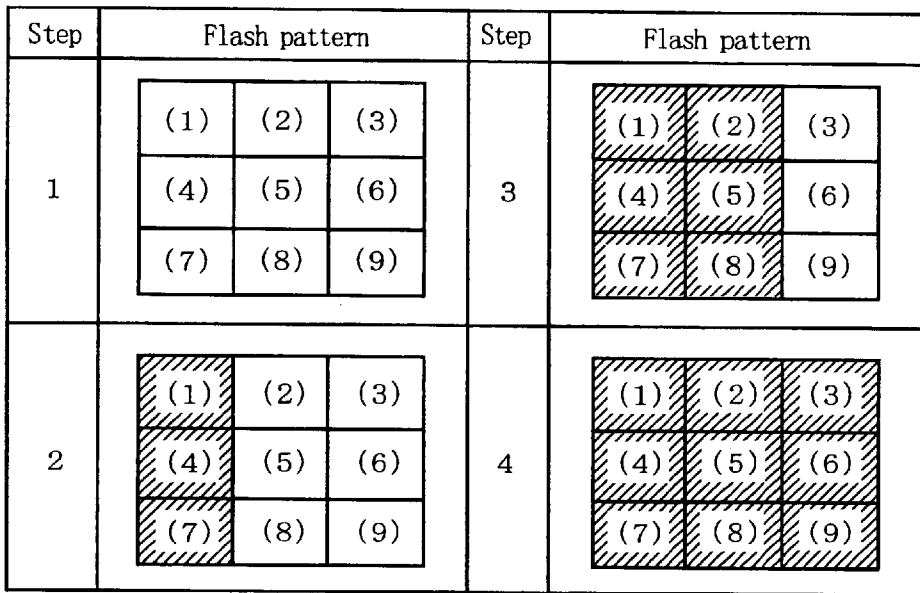 Step Flash pattern Step Flash pattern
1
(1) (2) (3)
(4) (5) (6)
(7) (8) (9)
3
(1) (2) (3)
(4) (5) (6)
(7) (8) (9)
2
(1) (2) (3)
(4) (5) (6)
(7) (8) (9)
4
(1) (2) (3)
(4) (5) (6)
(7) (8) (9)